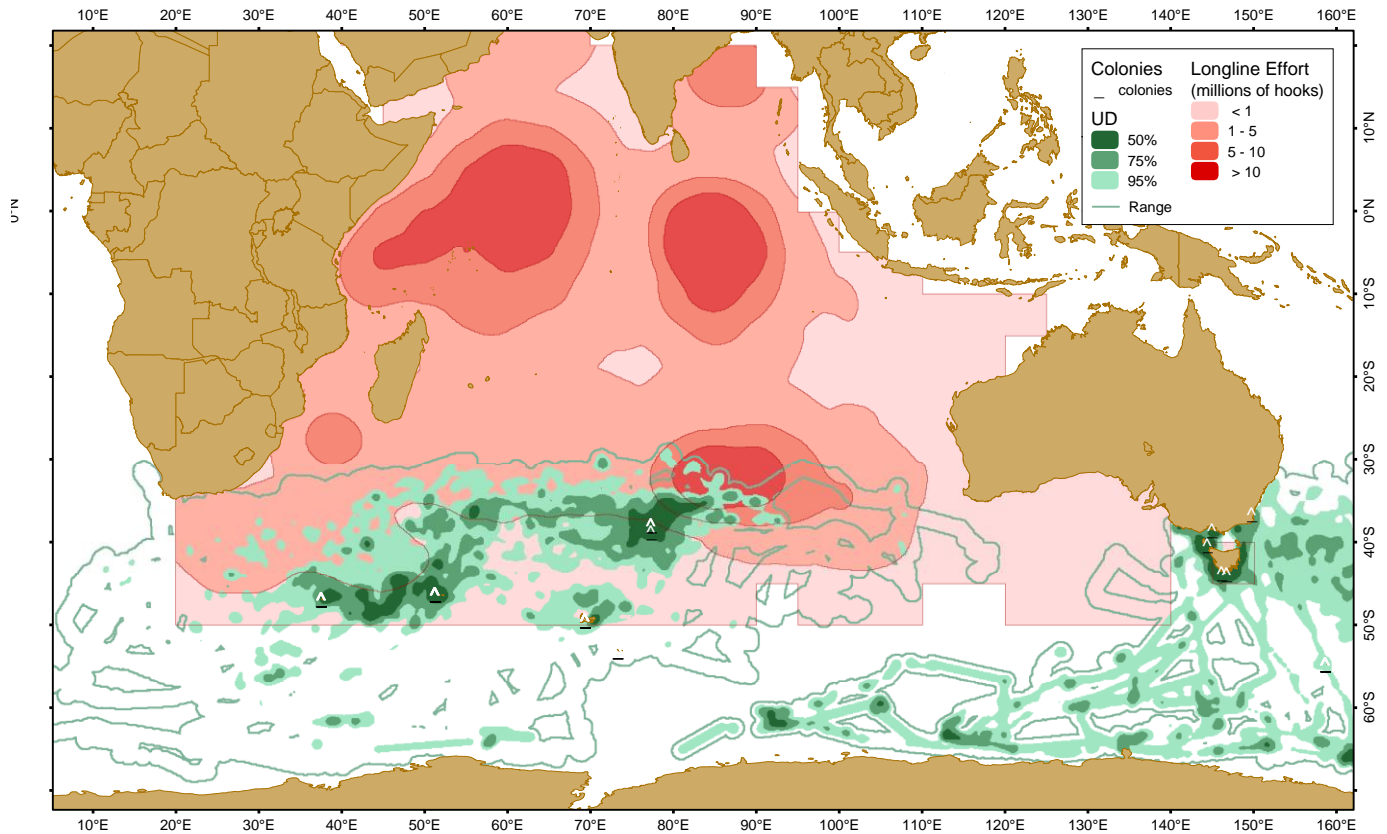 10°E 20°E 30°E 40°E 50°E 60°E 70°E 80°E 90°E 100°E 110°E 120°E 130°E 140°E 150°E 160°E
Colonies
colonies
UD
50%
75%
95%
Range
Longline Effort
(millions of hooks)
< 1
1 - 5
5 - 10
> 10
0°N
10°N
0°N
10°S
20°S
30°S
40°S
50°S
60°S
10°E 20°E 30°E 40°E 50°E 60°E 70°E 80°E 90°E 100°E 110°E 120°E 130°E 140°E 150°E 160°E